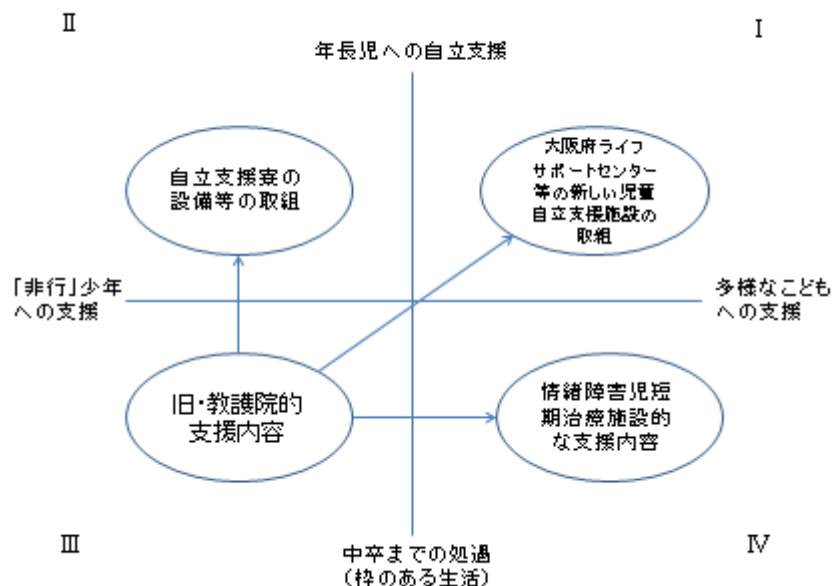 Ⅱ
Ⅰ
年長児への自立支援
自立支援寮の
設備等の取組
大阪府ライフ
サポートセンター
等の新しい児童
自立支援施設の
取組
「非行」少年
への支援
多様なこども
への支援
旧・教護院的
支援内容
情緒障害児短
期治療施設的
な支援内容
Ⅲ
中卒までの処遇
(枠のある生活)
Ⅳ